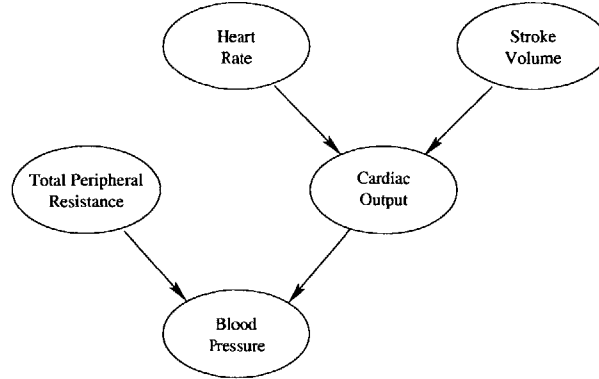 Heart
Rate
Stroke
Volume
Total Peripheral
Resistance
Cardiac
Output
Blood
Pressure